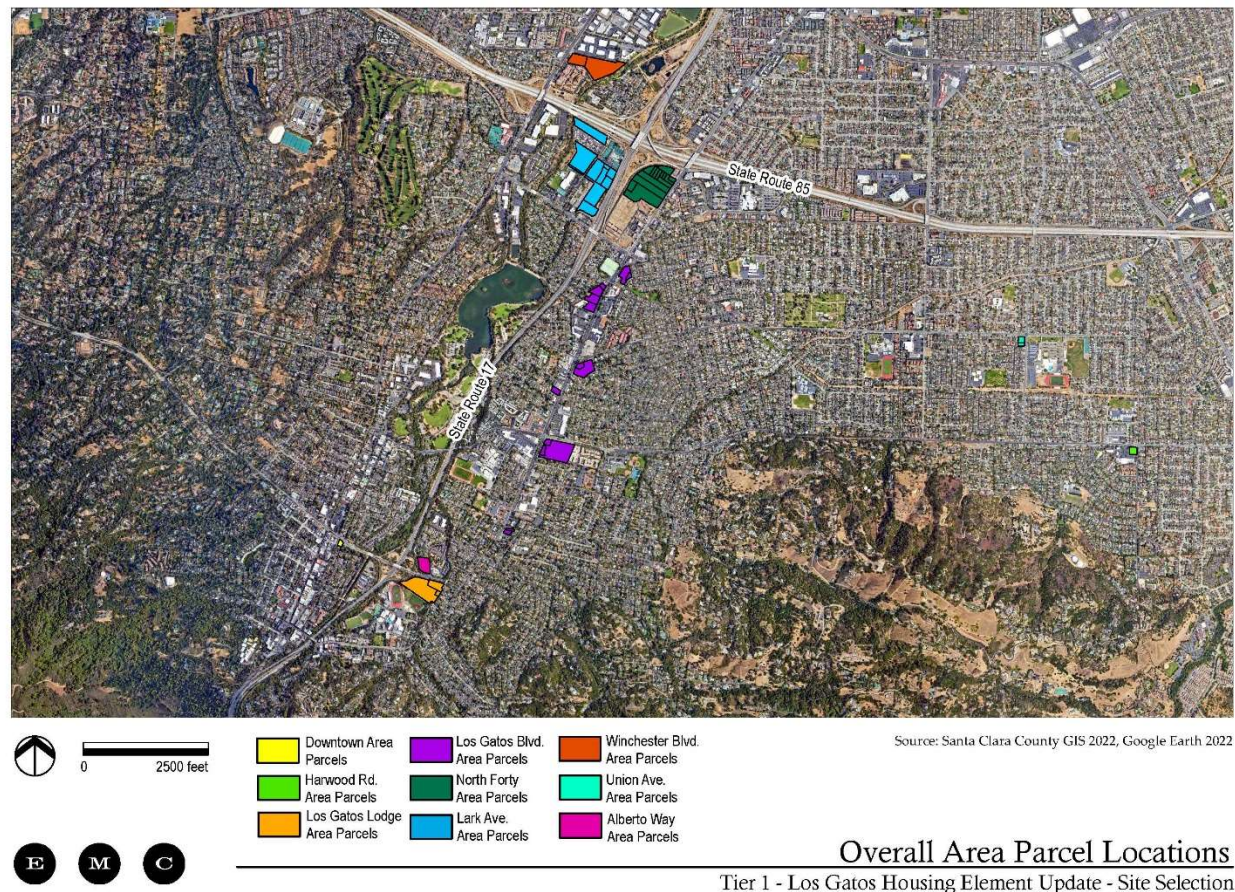 State Route 85
State Route 17
0
2500 feet
Downtown Area
Parcels
Harwood Rd.
Area Parcels
Los Gatos Lodge
Area Parcels
Los Gatos Blvd.
Area Parcels
North Forty
Area Parcels
Lark Ave.
Area Parcels
Winchester Blvd.
Area Parcels
Union Ave.
Area Parcels
Alberto Way
Area Parcels
Source: Santa Clara County GIS 2022, Google Earth 2022
E M C
Overall Area Parcel Locations
Tier 1 - Los Gatos Housing Element Update - Site Selection